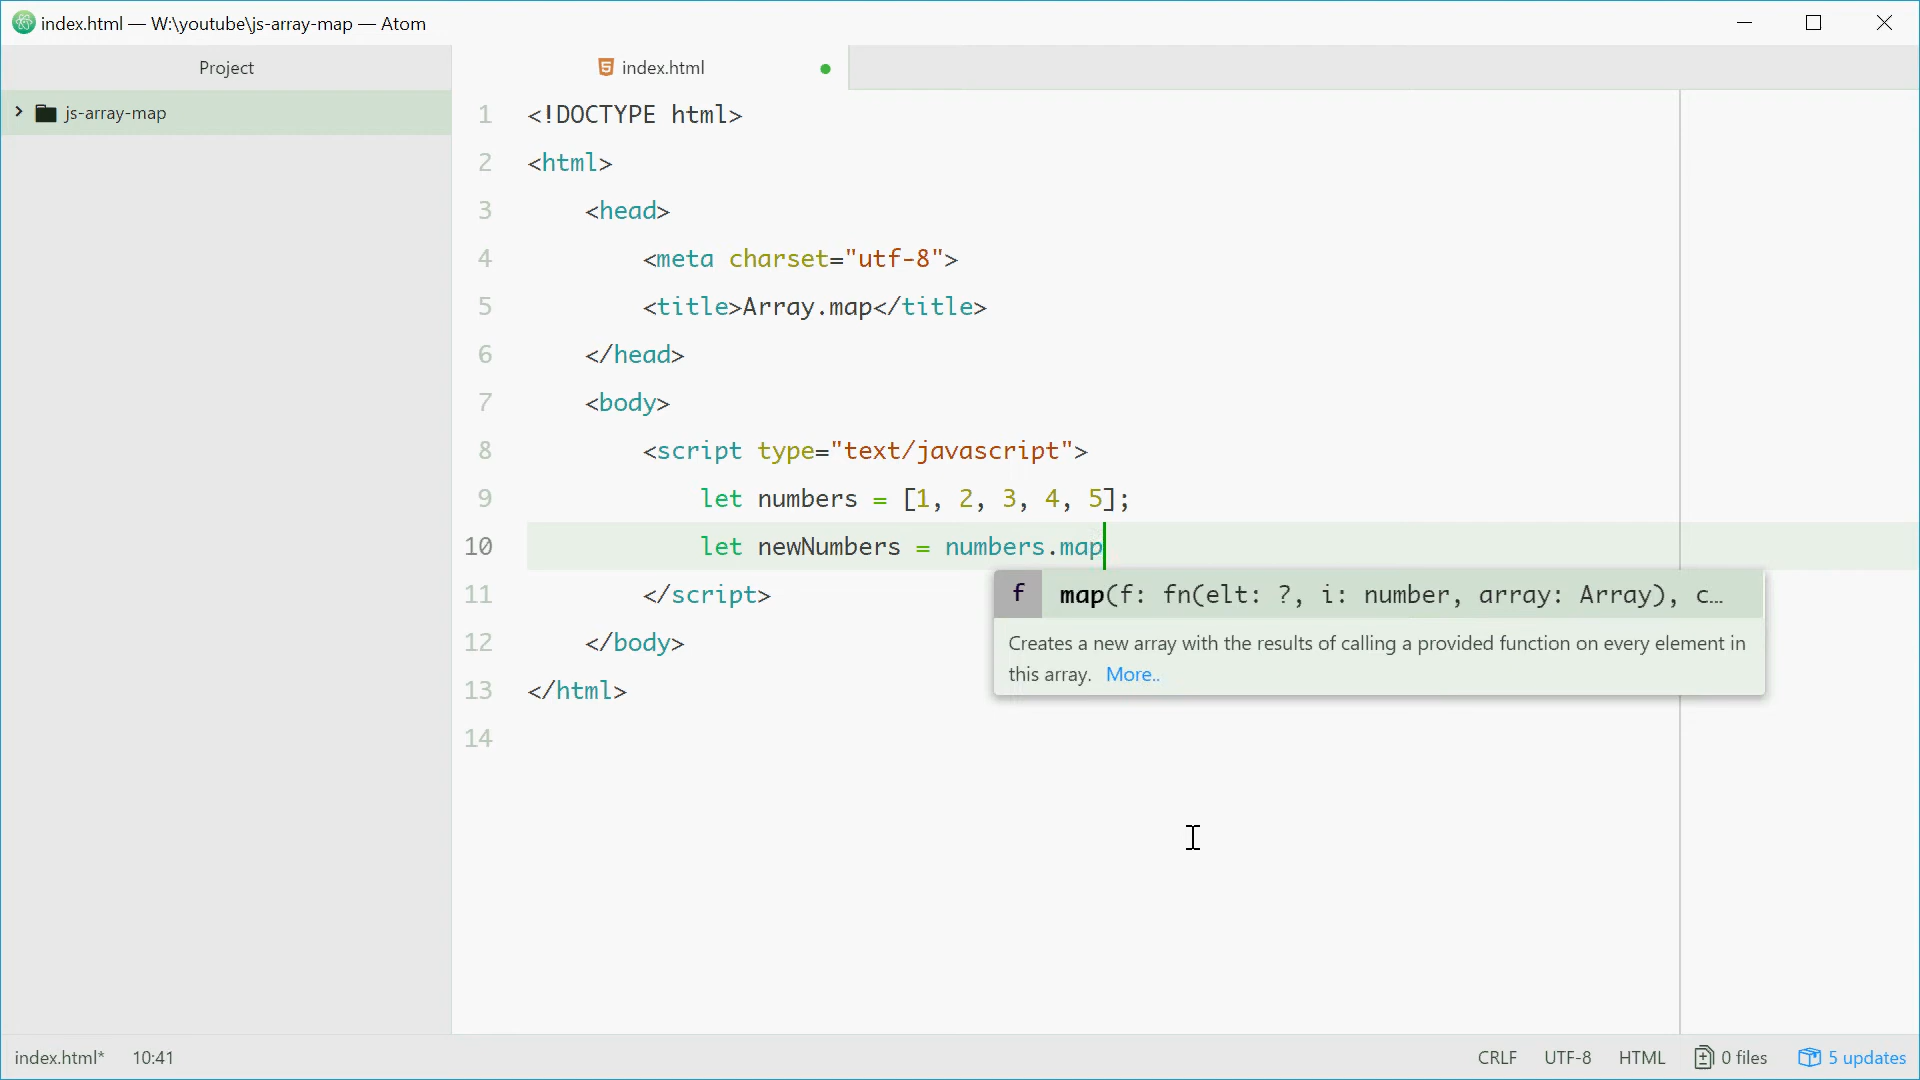 index.html — W:\youtube\js-array-map — Atom
Project
index.html
js-array-map
1 <!DOCTYPE html>
2 <html>
3 <head>
4 <meta charset="utf-8">
5 <title>Array.map</title>
6 </head>
7 <body>
8 <script type="text/javascript">
9 let numbers = [1, 2, 3, 4, 5];
10 let newNumbers = numbers.map
11 </script>
f map(f: fn(elt: ?, i: number, array: Array), c…
12 </body>
Creates a new array with the results of calling a provided function on every element in
this array. More..
13 </html>
14
index.html* 10:41 CRLF UTF-8 HTML 0 files 5 updates